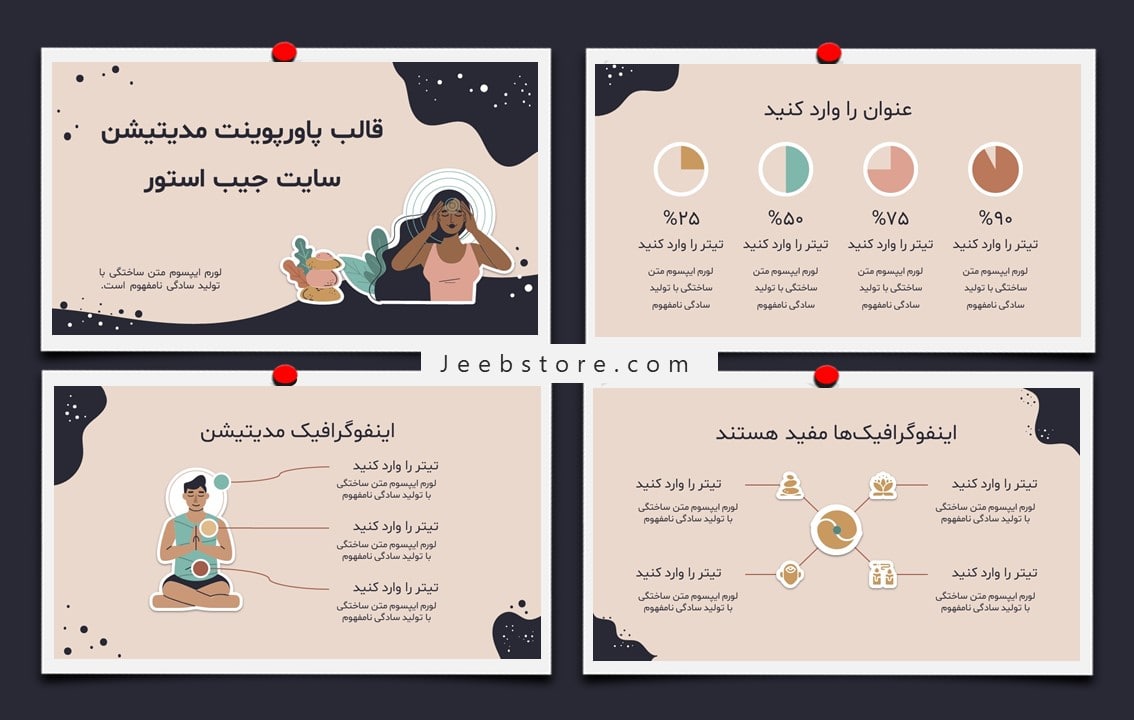 قالب پاورپوینت مدیتیشن
سایت جیب استور
لورم ایپسوم متن ساختگی با
تولید سادگی نامفهوم است.
عنوان را وارد کنید
%۹۰
تیتر را وارد کنید
لورم ایپسوم متن
ساختگی با تولید
سادگی نامفهوم
%۷۵
تیتر را وارد کنید
لورم ایپسوم متن
ساختگی با تولید
سادگی نامفهوم
%۵۰
تیتر را وارد کنید
لورم ایپسوم متن
ساختگی با تولید
سادگی نامفهوم
%۲۵
تیتر را وارد کنید
لورم ایپسوم متن
ساختگی با تولید
سادگی نامفهوم
Jeebstore.com
اینفوگرافیک مدیتیشن
تیتر را وارد کنید
لورم ایپسوم متن ساختگی
با تولید سادگی نامفهوم
تیتر را وارد کنید
لورم ایپسوم متن ساختگی
با تولید سادگی نامفهوم
تیتر را وارد کنید
لورم ایپسوم متن ساختگی
با تولید سادگی نامفهوم
اینفوگرافیک‌ها مفید هستند
تیتر را وارد کنید
لورم ایپسوم متن ساختگی
با تولید سادگی نامفهوم
تیتر را وارد کنید
لورم ایپسوم متن ساختگی
با تولید سادگی نامفهوم
تیتر را وارد کنید
لورم ایپسوم متن ساختگی
با تولید سادگی نامفهوم
تیتر را وارد کنید
لورم ایپسوم متن ساختگی
با تولید سادگی نامفهوم